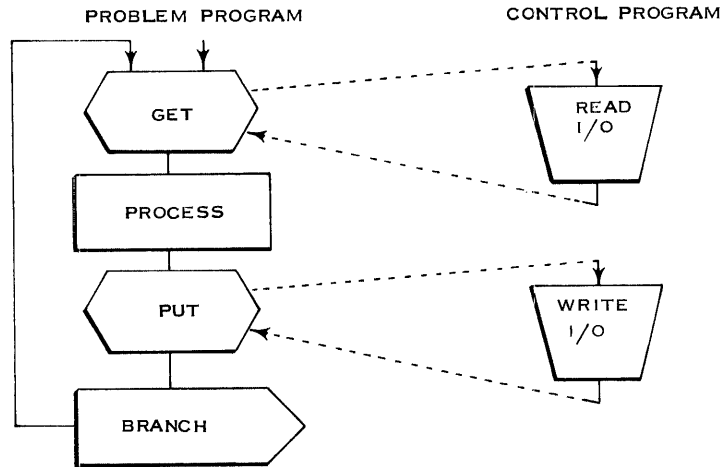 PROBLEM PROGRAM
CONTROL PROGRAM
GET
READ
I/O
PROCESS
PUT
WRITE
I/O
BRANCH